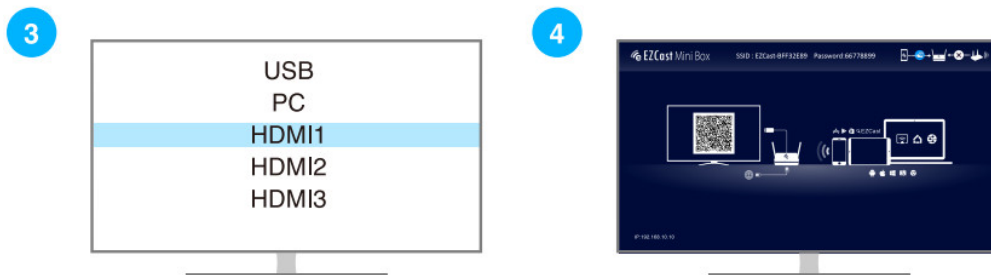 3
USB
PC
HDMI1
HDMI2
HDMI3
4
EZCast Mini Box SSID : EZCast-BFF32E89 Password:66778899
EZCast
IP:192.168.10.10